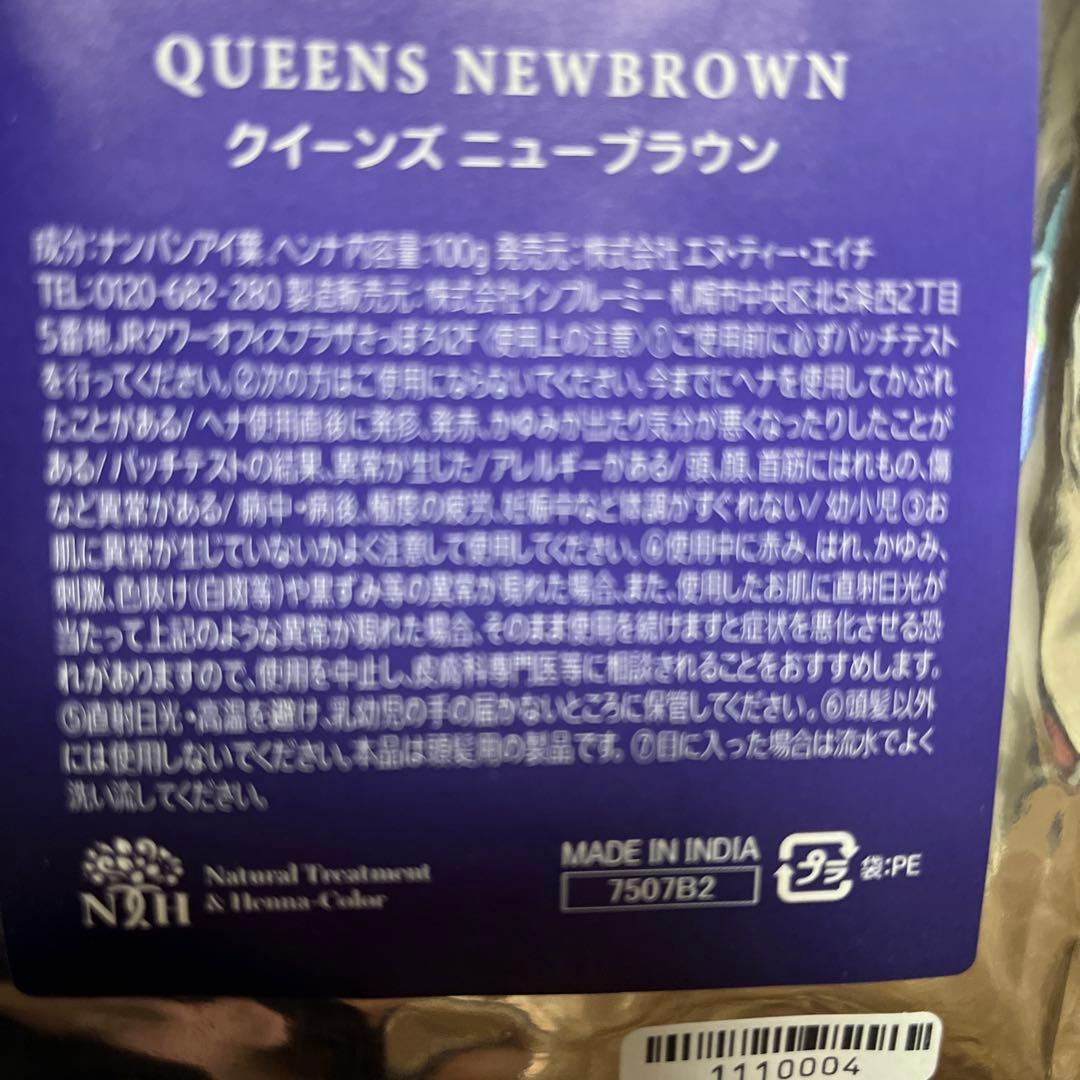 QUEENS NEWBROWN
クイーンズ ニューブラウン
成分:ナンバンアイ葉、ヘンナ 内容量:100g 発売元:株式会社 エヌ・ティー・エイチ
TEL:0120-682-280 製造販売元:株式会社インブルーミー 札幌市中央区北5条西2丁目
5番地JRタワーオフィスプラザさっぽろ12F 〈使用上の注意〉①ご使用前に必ずパッチテスト
を行ってください。②次の方はご使用にならないでください。今までにヘナを使用してかぶれ
たことがある/ ヘナ使用直後に発疹、発赤、かゆみが出たり気分が悪くなったりしたことが
ある/ パッチテストの結果、異常が生じた/ アレルギーがある/ 頭、顔、首筋にはれもの、傷
など異常がある/ 病中・病後、極度の疲労、妊娠中など体調がすぐれない/ 幼小児 ③お
肌に異常が生じていないかよく注意して使用してください。④使用中に赤み、はれ、かゆみ、
刺激、色抜け(白斑等)や黒ずみ等の異常が現れた場合、また、使用したお肌に直射日光が
当たって上記のような異常が現れた場合、そのまま使用を続けますと症状を悪化させる恐
れがありますので、使用を中止し、皮膚科専門医等に相談されることをおすすめします。
⑤直射日光・高温を避け、乳幼児の手の届かないところに保管してください。⑥頭髪以外
には使用しないでください。本品は頭髪用の製品です。⑦目に入った場合は流水でよく
洗い流してください。
Natural Treatment
& Henna-Color
NTH
MADE IN INDIA
7507B2
プラ
袋:PE
1110004